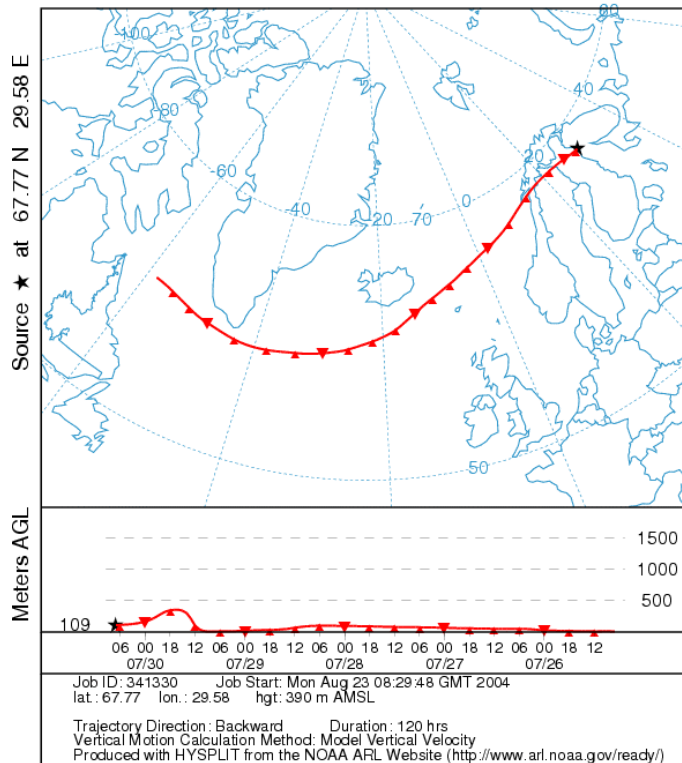 Source ★ at 67.77 N 29.58 E
-100
-80
-60
-40
-20
0
20
40
60
70
50
Meters AGL
1500
1000
500
109
06 00 18 12 06 00 18 12 06 00 18 12 06 00 18 12 06 00 18 12
07/30 07/29 07/28 07/27 07/26
Job ID: 341330 Job Start: Mon Aug 23 08:29:48 GMT 2004
lat.: 67.77 lon.: 29.58 hgt: 390 m AMSL
Trajectory Direction: Backward Duration: 120 hrs
Vertical Motion Calculation Method: Model Vertical Velocity
Produced with HYSPLIT from the NOAA ARL Website (http://www.arl.noaa.gov/ready/)